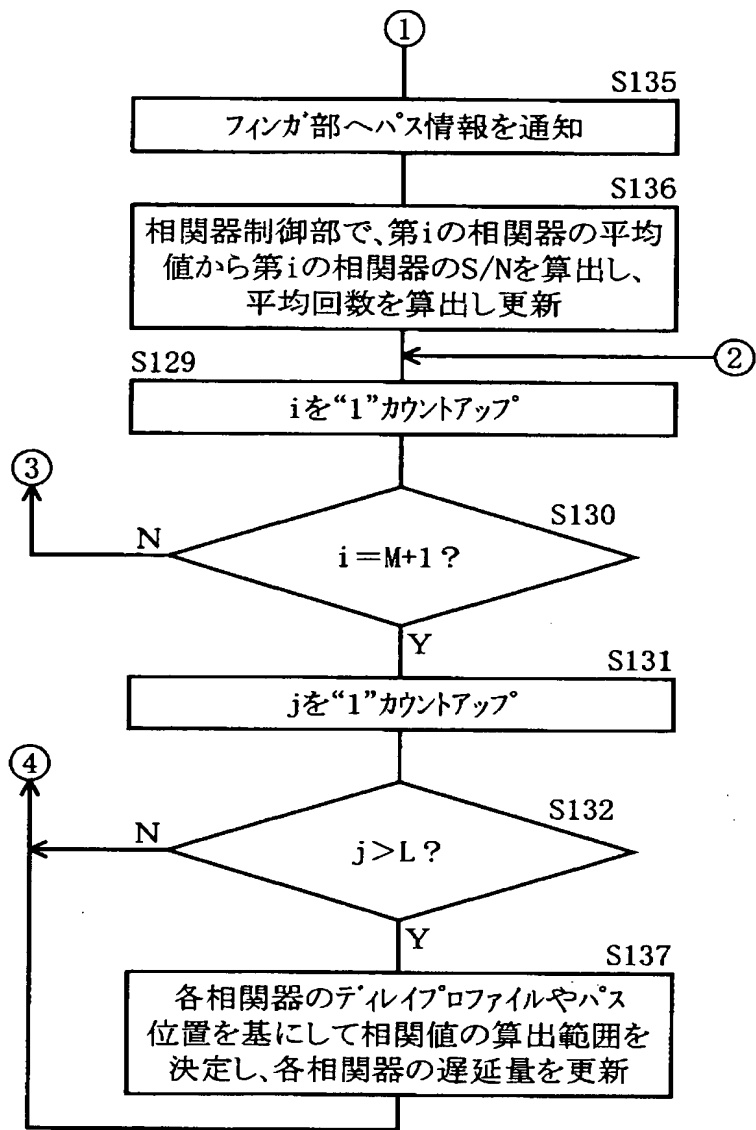 ①
S135
フィンガ部へパス情報を通知
S136
相関器制御部で、第iの相関器の平均
値から第iの相関器のS/Nを算出し、
平均回数を算出し更新
②
S129
iを“1”カウントアップ
③
S130
N
i=M+1?
Y
S131
jを“1”カウントアップ
④
S132
N
j>L?
Y
S137
各相関器のディレイプロファイルやパス
位置を基にして相関値の算出範囲を
決定し、各相関器の遅延量を更新